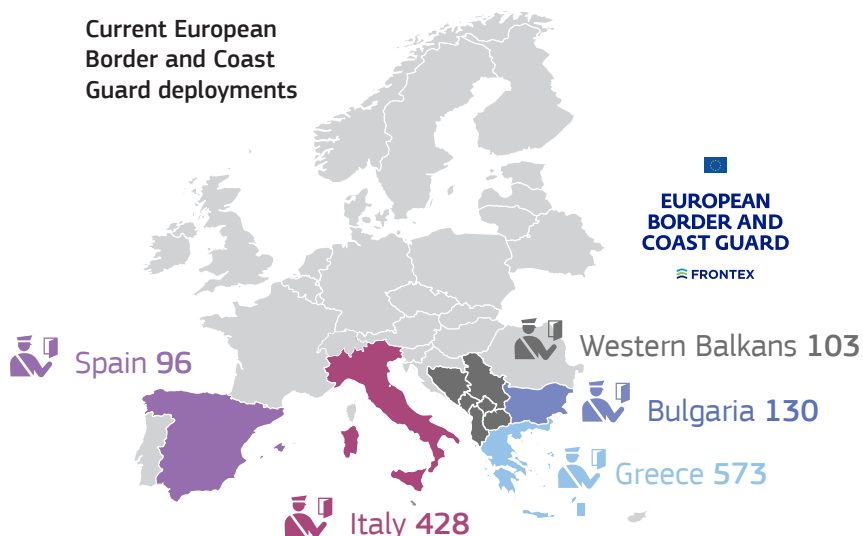 Current European
Border and Coast
Guard deployments
EUROPEAN
BORDER AND
COAST GUARD
FRONTEX
Western Balkans 103
Spain 96
Bulgaria 130
Greece 573
Italy 428